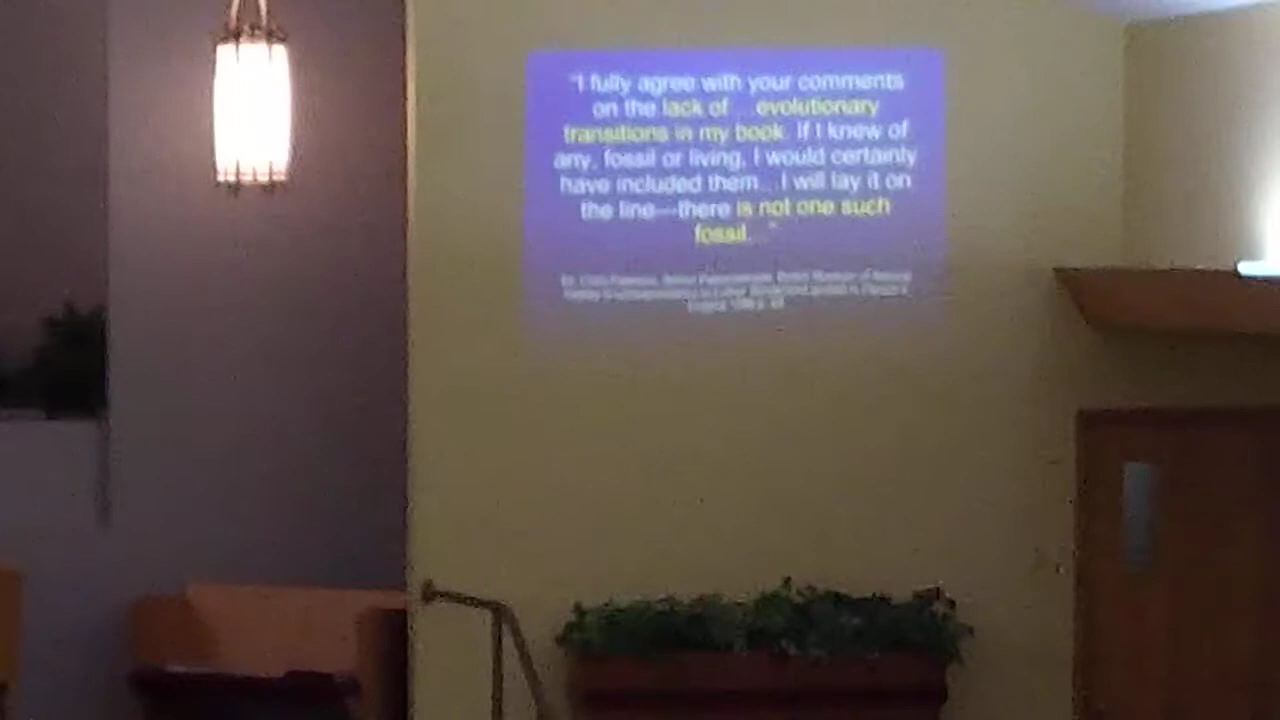 "I fully agree with your comments
on the lack of ...evolutionary
transitions in my book. If I knew of
any, fossil or living, I would certainly
have included them...I will lay it on
the line—there is not one such
fossil..."